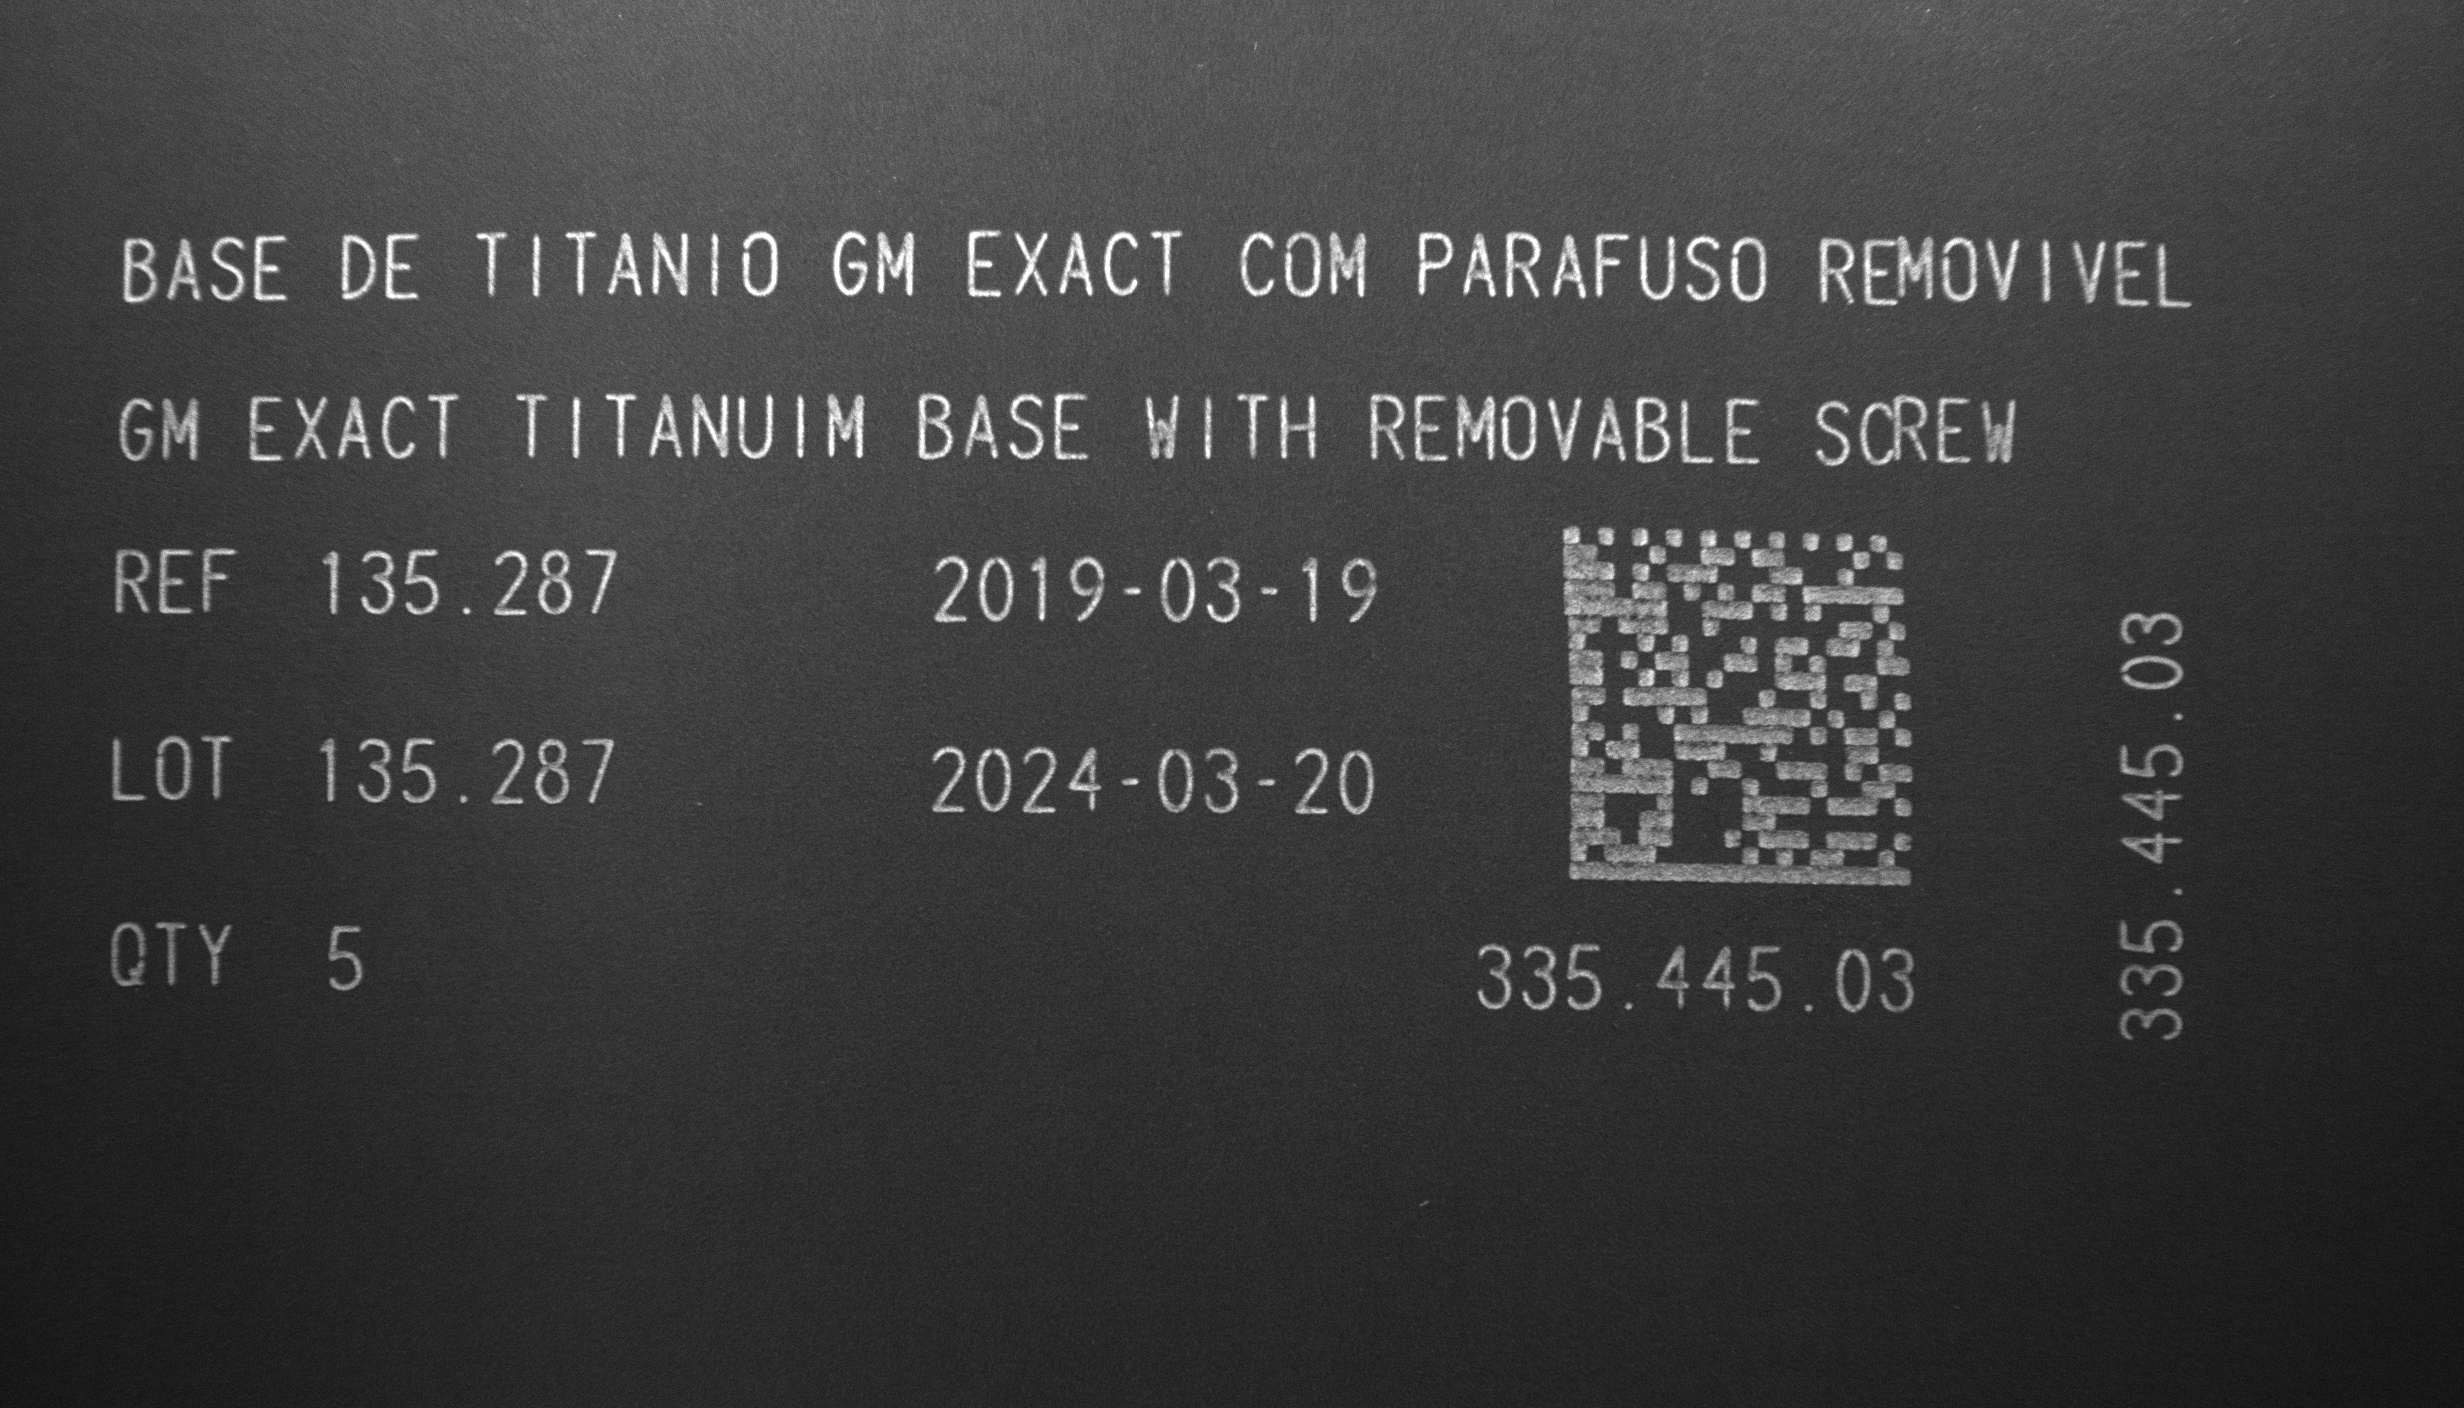 BASE DE TITANIO GM EXACT COM PARAFUSO REMOVIVEL
GM EXACT TITANUIM BASE WITH REMOVABLE SCREW
REF 135.287 2019-03-19
LOT 135.287 2024-03-20
QTY 5
335.445.03
335.445.03